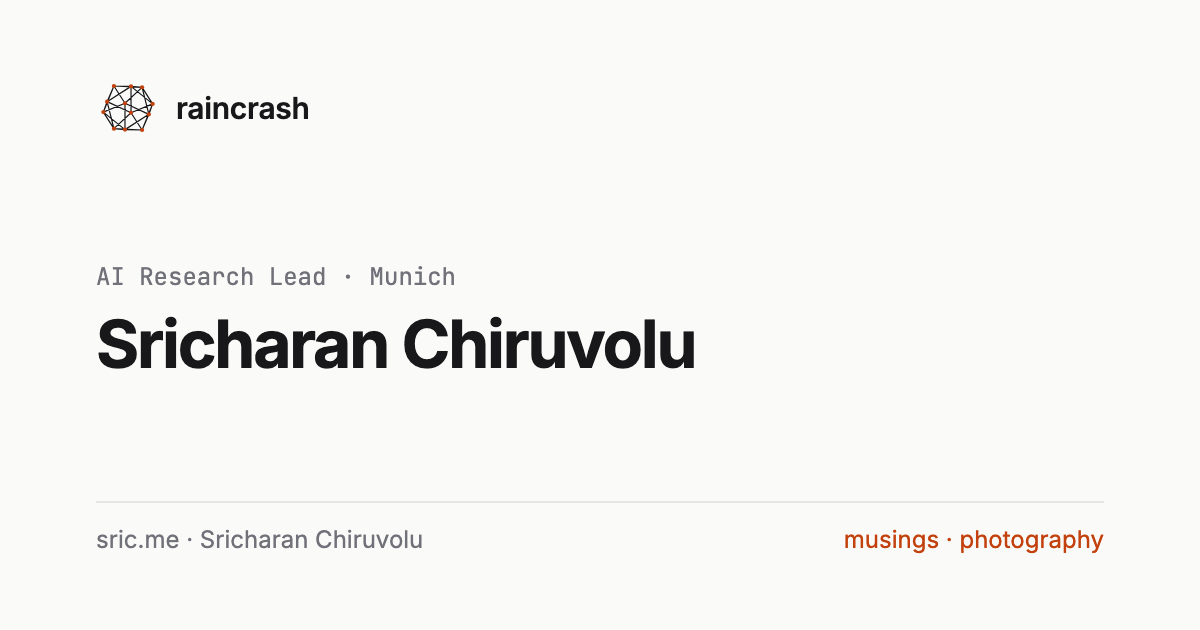 raincrash
AI Research Lead · Munich
Sricharan Chiruvolu
sric.me · Sricharan Chiruvolu
musings · photography